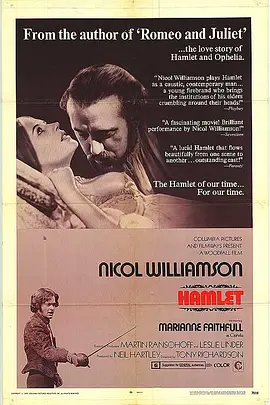 From the author of 'Romeo and Juliet'
...the love story of
Hamlet and Ophelia.
"Nicol Williamson plays Hamlet
as a caustic, contemporary man...
a young firebrand who brings
the institutions of his elders
crumbling around their heads!"
—Playboy
"A fascinating movie! Brilliant
performance by Nicol Williamson!"
—Seventeen
"A lucid Hamlet that flows
beautifully from one scene to
another...outstanding cast!"
The Hamlet of our time...
For our time.
COLUMBIA PICTURES
AND FILMWAYS PRESENT
A WOODFALL FILM
NICOL WILLIAMSON
HAMLET
MARIANNE FAITHFULL
as Ophelia
MARTIN RANSOHOFF and LESLIE LINDER
NEIL HARTLEY TONY RICHARDSON
G COLOR